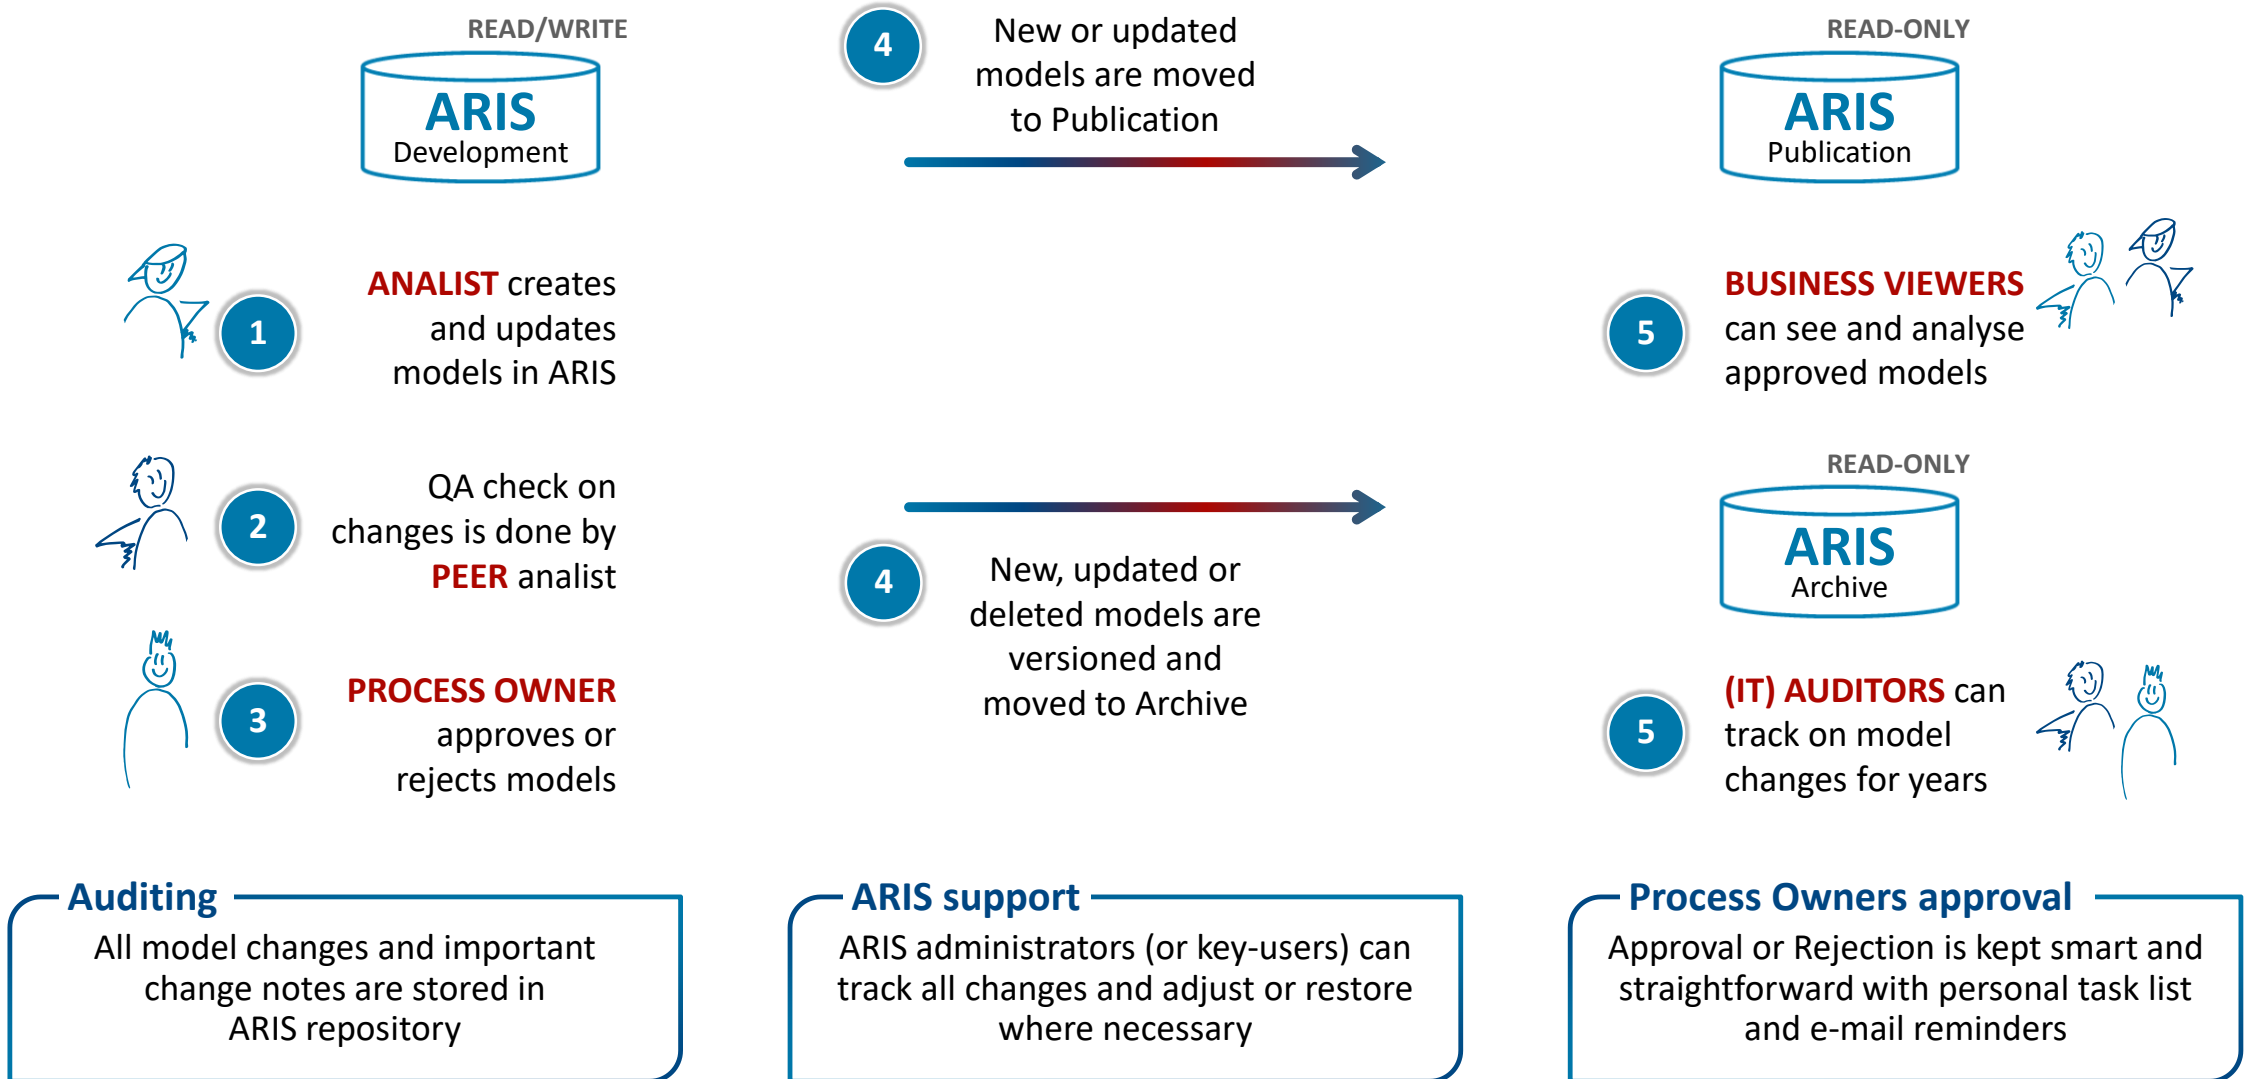 READ/WRITE
ARIS
Development
1
ANALIST creates
and updates
models in ARIS
2
QA check on
changes is done by
PEER analist
3
PROCESS OWNER
approves or
rejects models
4
New or updated
models are moved
to Publication
4
New, updated or
deleted models are
versioned and
moved to Archive
READ-ONLY
ARIS
Publication
5
BUSINESS VIEWERS
can see and analyse
approved models
READ-ONLY
ARIS
Archive
5
(IT) AUDITORS can
track on model
changes for years
Auditing
All model changes and important
change notes are stored in
ARIS repository
ARIS support
ARIS administrators (or key-users) can
track all changes and adjust or restore
where necessary
Process Owners approval
Approval or Rejection is kept smart and
straightforward with personal task list
and e-mail reminders